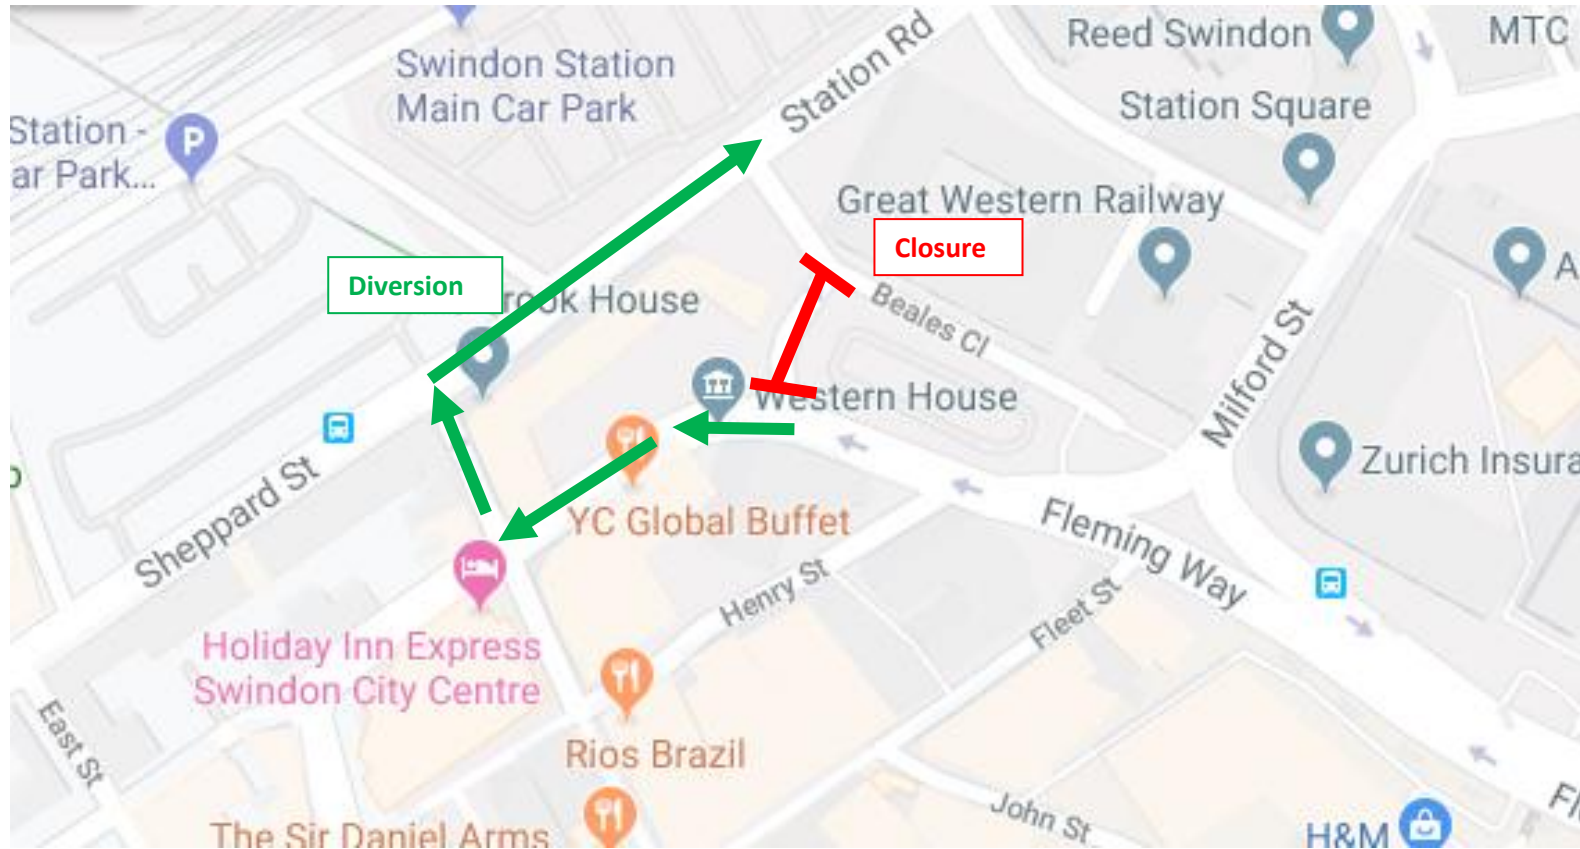 Swindon Station
Main Car Park
Station Rd
Reed Swindon
MTC
Station Square
Station -
ar Park...
P
Great Western Railway
Closure
Diversion
rook House
Beales Cl
Western House
Milford St
A
Zurich Insura
Sheppard St
YC Global Buffet
Fleming Way
Henry St
Fleet St
Holiday Inn Express
Swindon City Centre
East St
Rios Brazil
John St
The Sir Daniel Arms
H&M
Fl